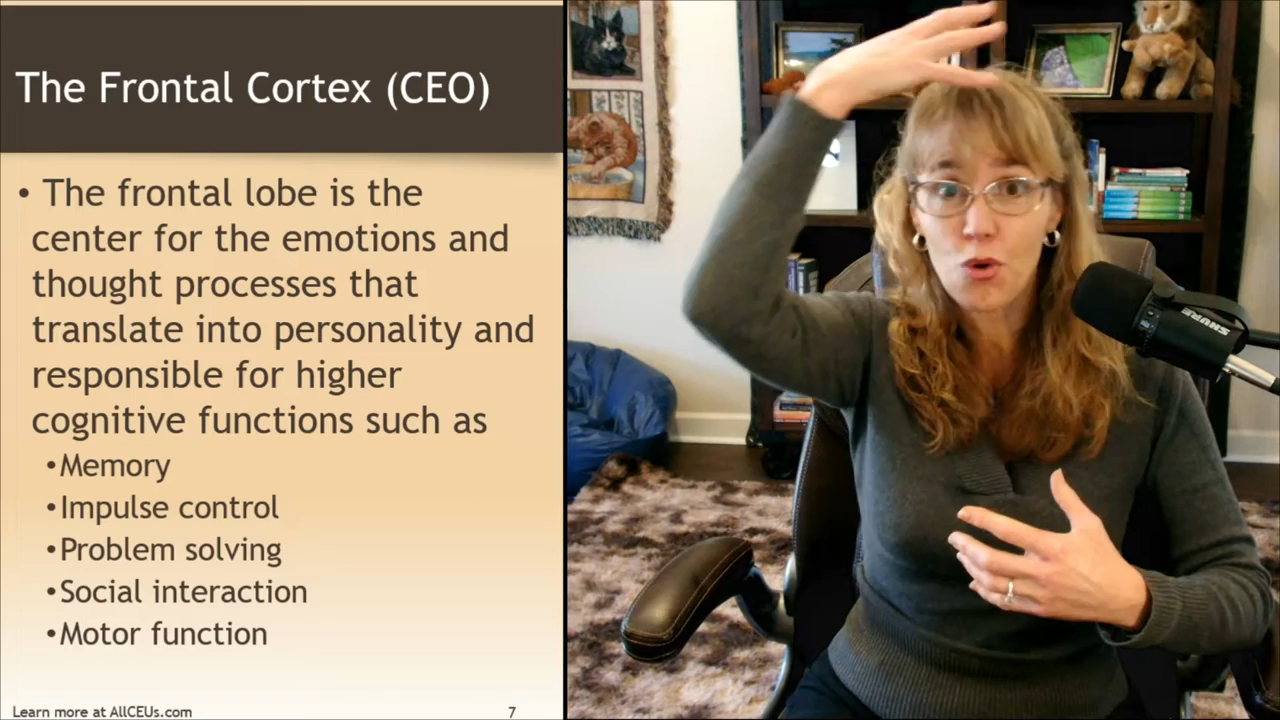 The Frontal Cortex (CEO)
• The frontal lobe is the
center for the emotions and
thought processes that
translate into personality and
responsible for higher
cognitive functions such as
•Memory
•Impulse control
•Problem solving
•Social interaction
•Motor function
Learn more at AllCEUs.com
7
SHURE